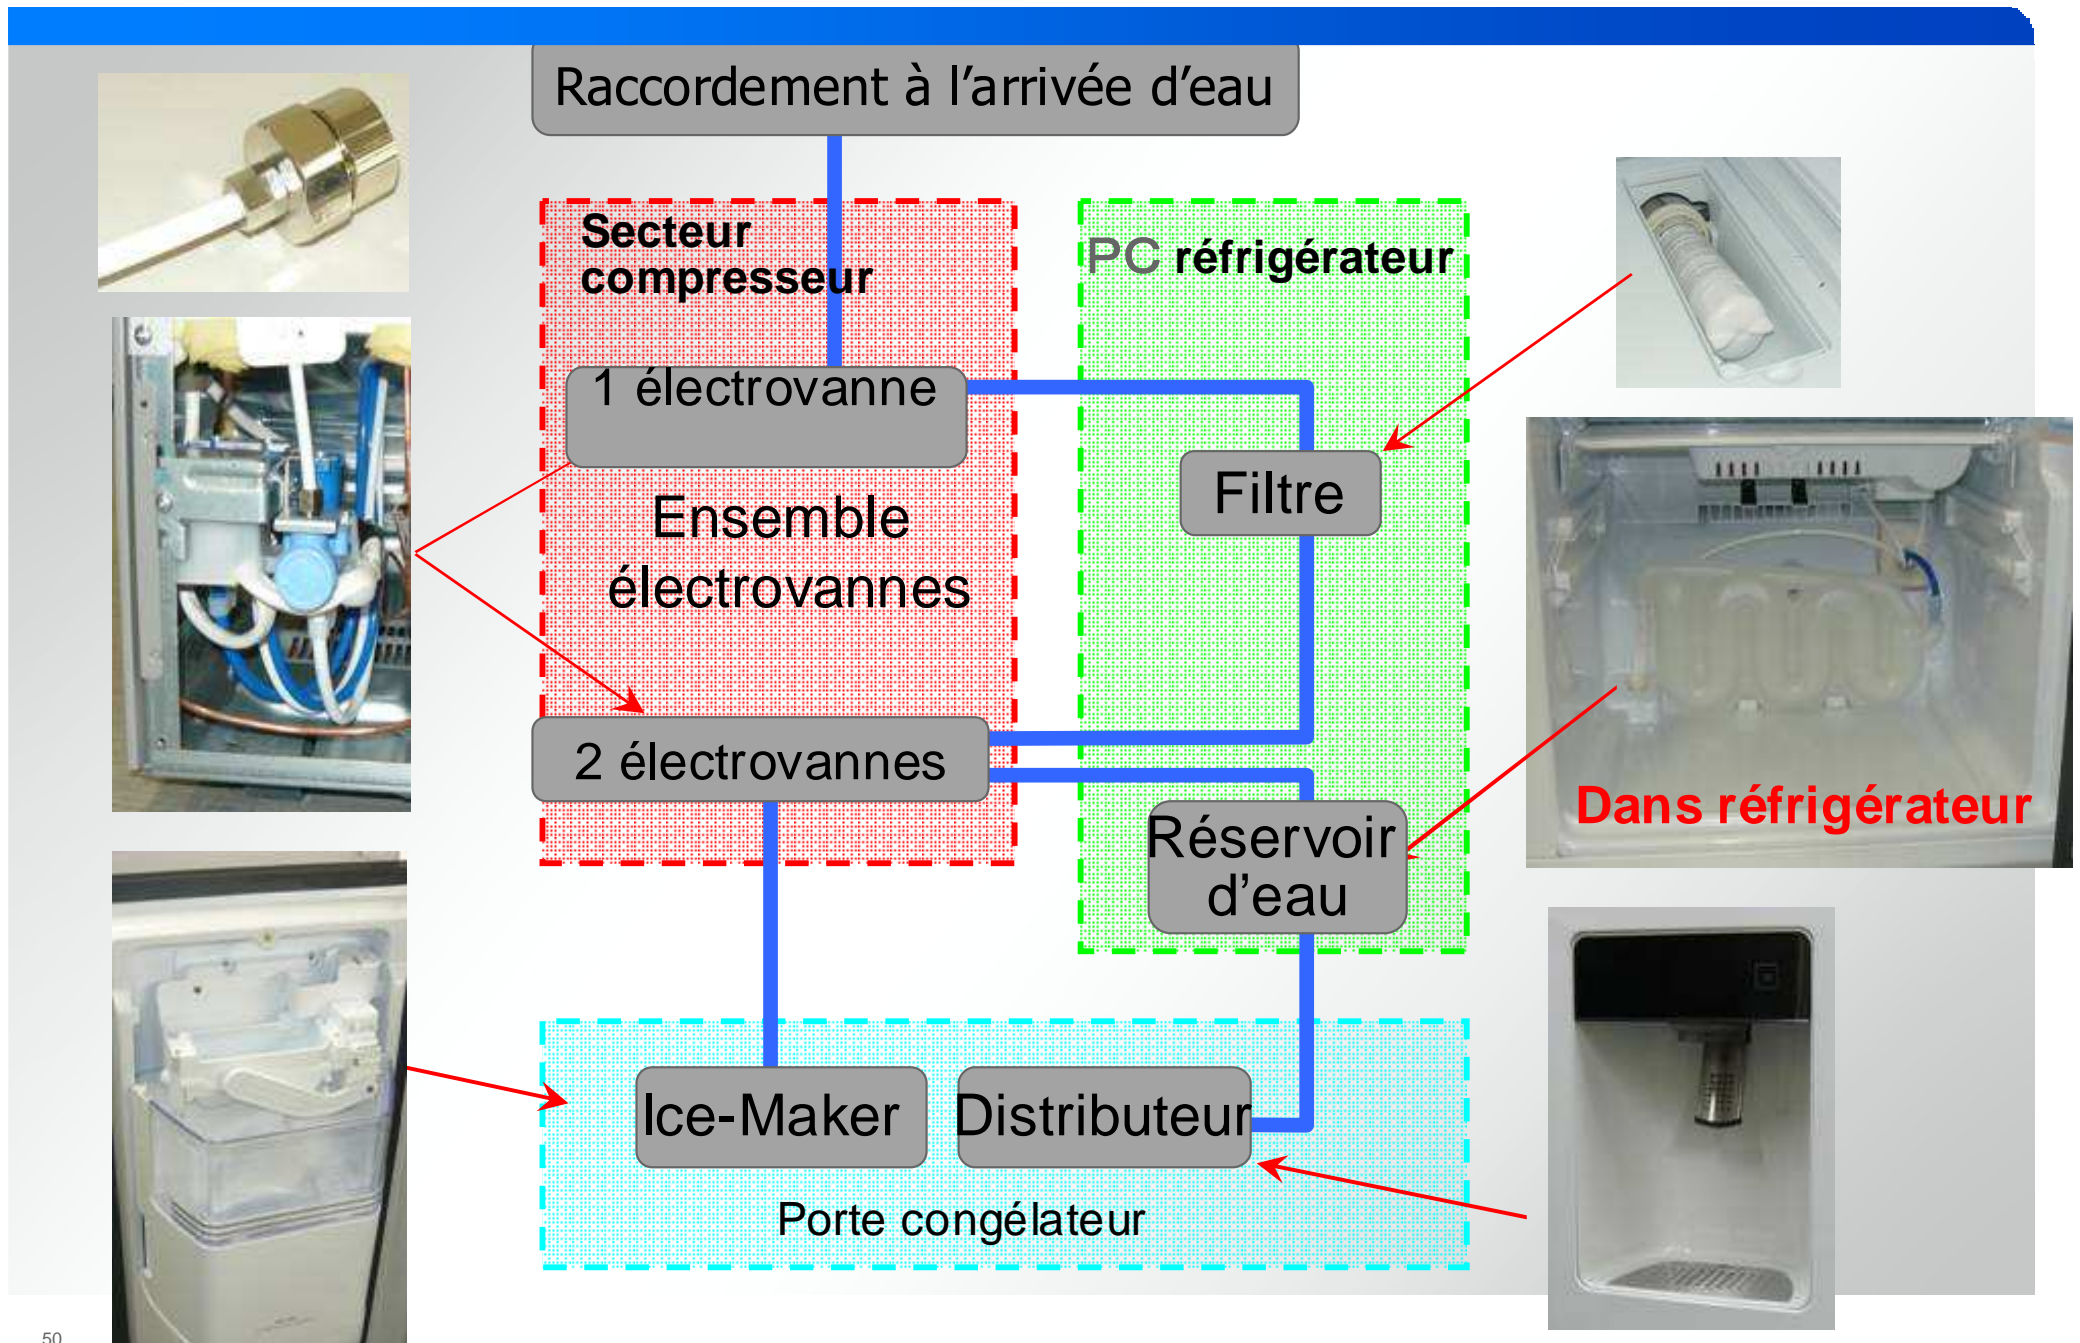 Raccordement à l’arrivée d’eau
Secteur
compresseur
PC réfrigérateur
1 électrovanne
Filtre
Ensemble
électrovannes
2 électrovannes
Dans réfrigérateur
Réservoir
d’eau
Ice-Maker
Distributeur
Porte congélateur
50